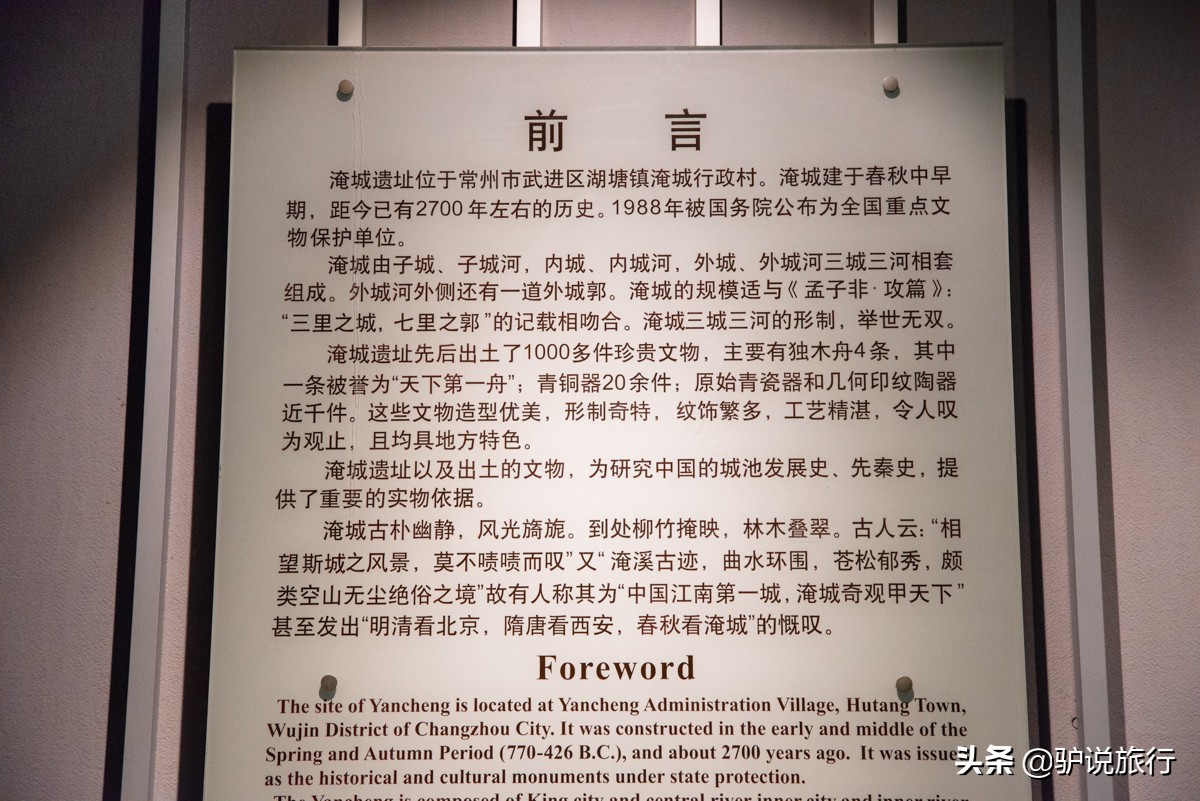 前 言
淹城遗址位于常州市武进区湖塘镇淹城行政村。淹城建于春秋中早
期，距今已有2700年左右的历史。1988年被国务院公布为全国重点文
物保护单位。
淹城由子城、子城河，内城、内城河，外城、外城河三城三河相套
组成。外城河外侧还有一道外城郭。淹城的规模适与《孟子非·攻篇》：
“三里之城，七里之郭”的记载相吻合。淹城三城三河的形制，举世无双。
淹城遗址先后出土了1000多件珍贵文物，主要有独木舟4条，其中
一条被誉为“天下第一舟”；青铜器20余件；原始青瓷器和几何印纹陶器
近千件。这些文物造型优美，形制奇特，纹饰繁多，工艺精湛，令人叹
为观止，且均具地方特色。
淹城遗址以及出土的文物，为研究中国的城池发展史、先秦史，提
供了重要的实物依据。
淹城古朴幽静，风光旖旎。到处柳竹掩映，林木叠翠。古人云：“相
望斯城之风景，莫不啧啧而叹”又“淹溪古迹，曲水环围，苍松郁秀，颇
类空山无尘绝俗之境”故有人称其为“中国江南第一城，淹城奇观甲天下”
甚至发出“明清看北京，隋唐看西安，春秋看淹城”的慨叹。
Foreword
The site of Yancheng is located at Yancheng Administration Village, Hutang Town,
Wujin District of Changzhou City. It was constructed in the early and middle of the
Spring and Autumn Period (770-426 B.C.), and about 2700 years ago. It was issue
as the historical and cultural monuments under state protection.
The Yancheng is composed of King city and central river inner city and inner river
头条 @驴说旅行